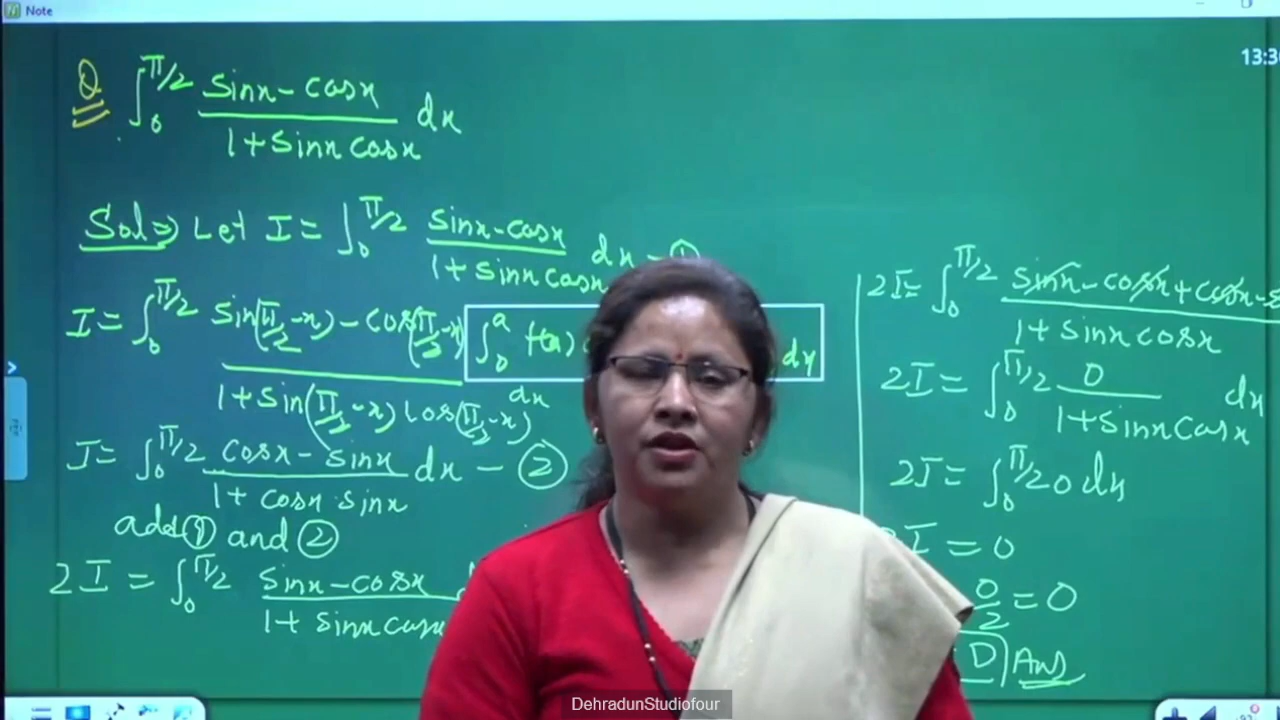 Note
13:3
Q ∫₀^π/2 (sinx - cosx)/(1+sinx cosx) dx
Sol ⇒ Let I = ∫₀^π/2 (sinx - cosx)/(1+sinx cosx) dx - ①
I = ∫₀^π/2 (sin(π/2 - x) - cos(π/2 - x))/(1+sin(π/2 - x) cos(π/2 - x)) dx
∫₀^a f(x) dx
I = ∫₀^π/2 (cosx - sinx)/(1+ cosx sinx) dx - ②
add ① and ②
2I = ∫₀^π/2 (sinx - cosx)/(1+ sinx cosx
2I = ∫₀^π/2 (sinx - cosx + cosx -)/(1+sinx cosx)
2I = ∫₀^π/2 0/(1+sinx cosx) dx
2I = ∫₀^π/2 0 dx
I = 0
0/2 = 0
D Ans
DehradunStudiofour